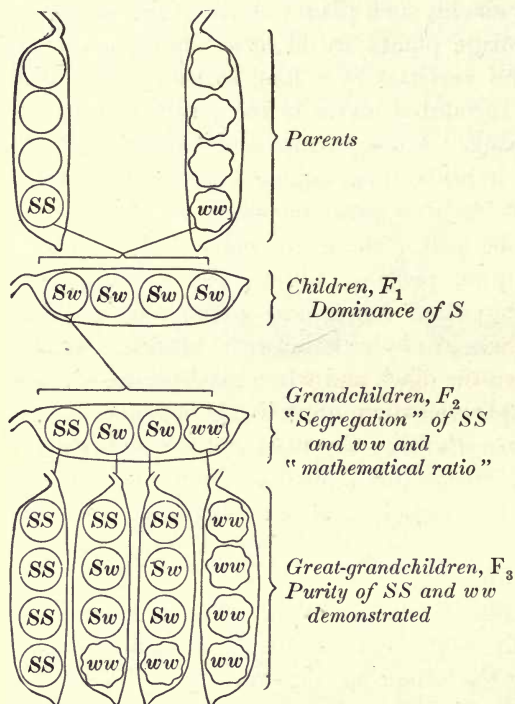 Parents
SS ww
Children, F1
Dominance of S
Sw Sw Sw Sw
Grandchildren, F2
"Segregation" of SS
and ww and
"mathematical ratio"
SS Sw Sw ww
SS SS SS ww
SS Sw Sw ww
Great-grandchildren, F3
Purity of SS and ww
demonstrated
SS Sw Sw ww
SS ww ww ww